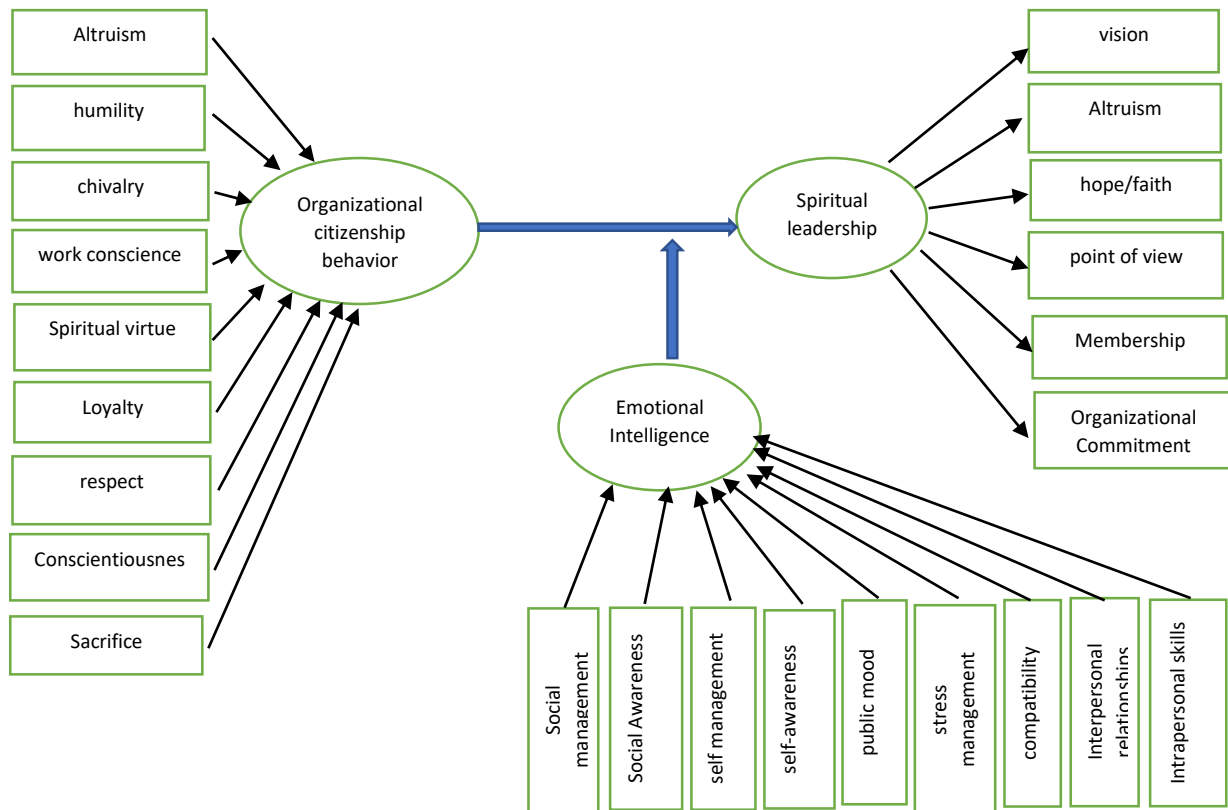 Altruism
humility
chivalry
work conscience
Spiritual virtue
Loyalty
respect
Conscientiousnes
Sacrifice
Organizational
citizenship
behavior
Spiritual
leadership
vision
Altruism
hope/faith
point of view
Membership
Organizational
Commitment
Emotional
Intelligence
Social
management
Social Awareness
self management
self-awareness
public mood
stress
management
compatibility
Interpersonal
relationships
Intrapersonal skills